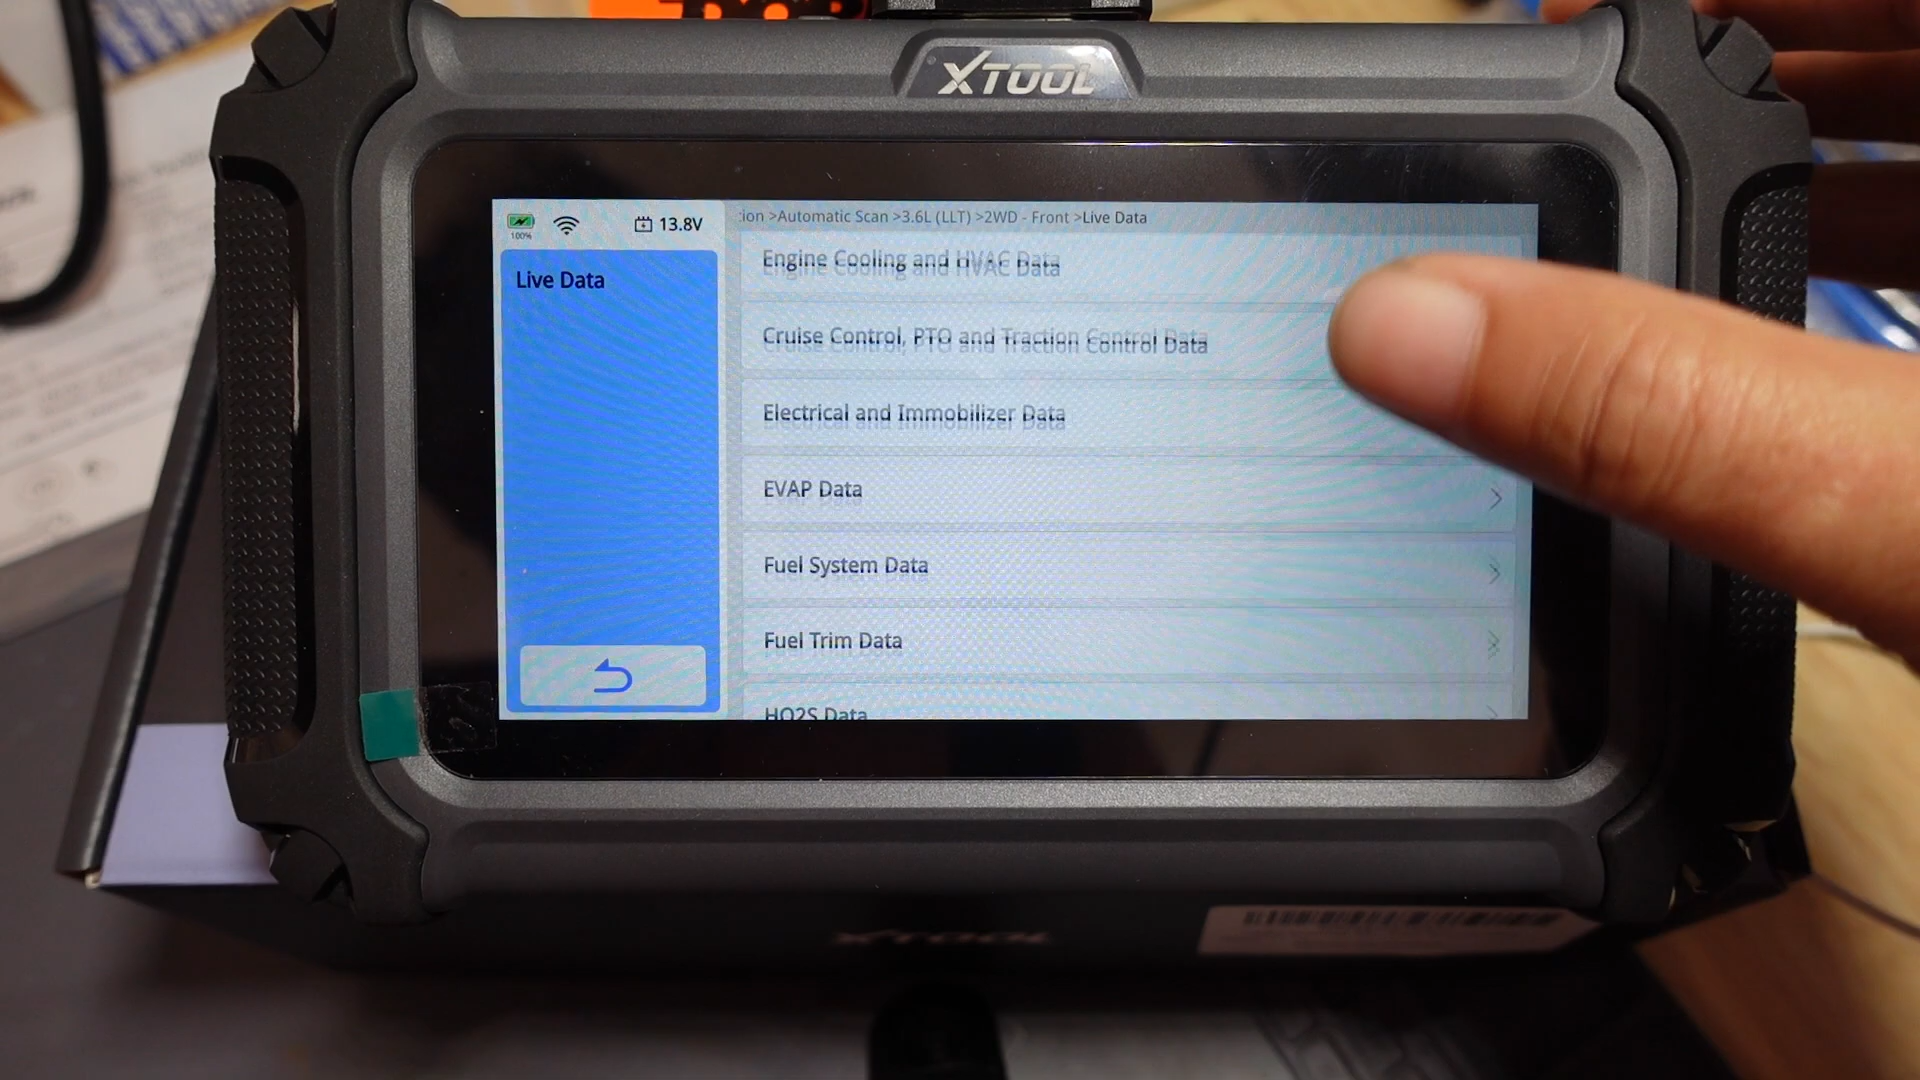 XTOOL
100%
13.8V
ion >Automatic Scan >3.6L (LLT) >2WD - Front >Live Data
Live Data
Engine Cooling and HVAC Data
Cruise Control, PTO and Traction Control Data
Electrical and Immobilizer Data
EVAP Data
Fuel System Data
Fuel Trim Data
HO2S Data
XTOOL